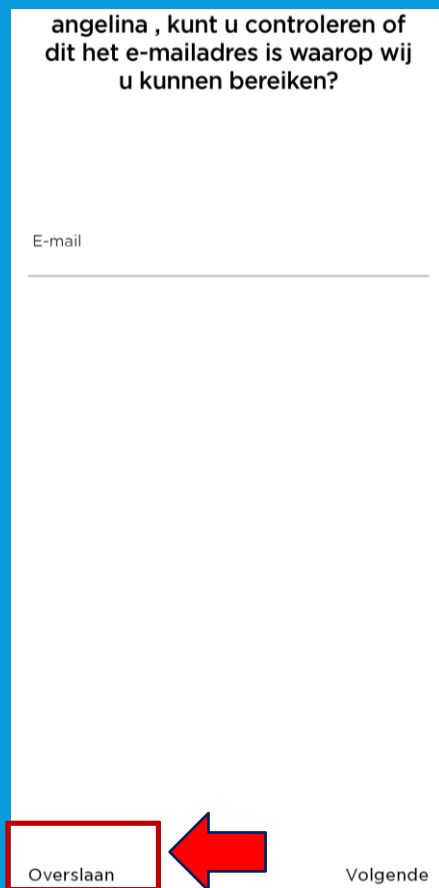 angelina , kunt u controleren of
dit het e-mailadres is waarop wij
u kunnen bereiken?
E-mail
Overslaan
Volgende